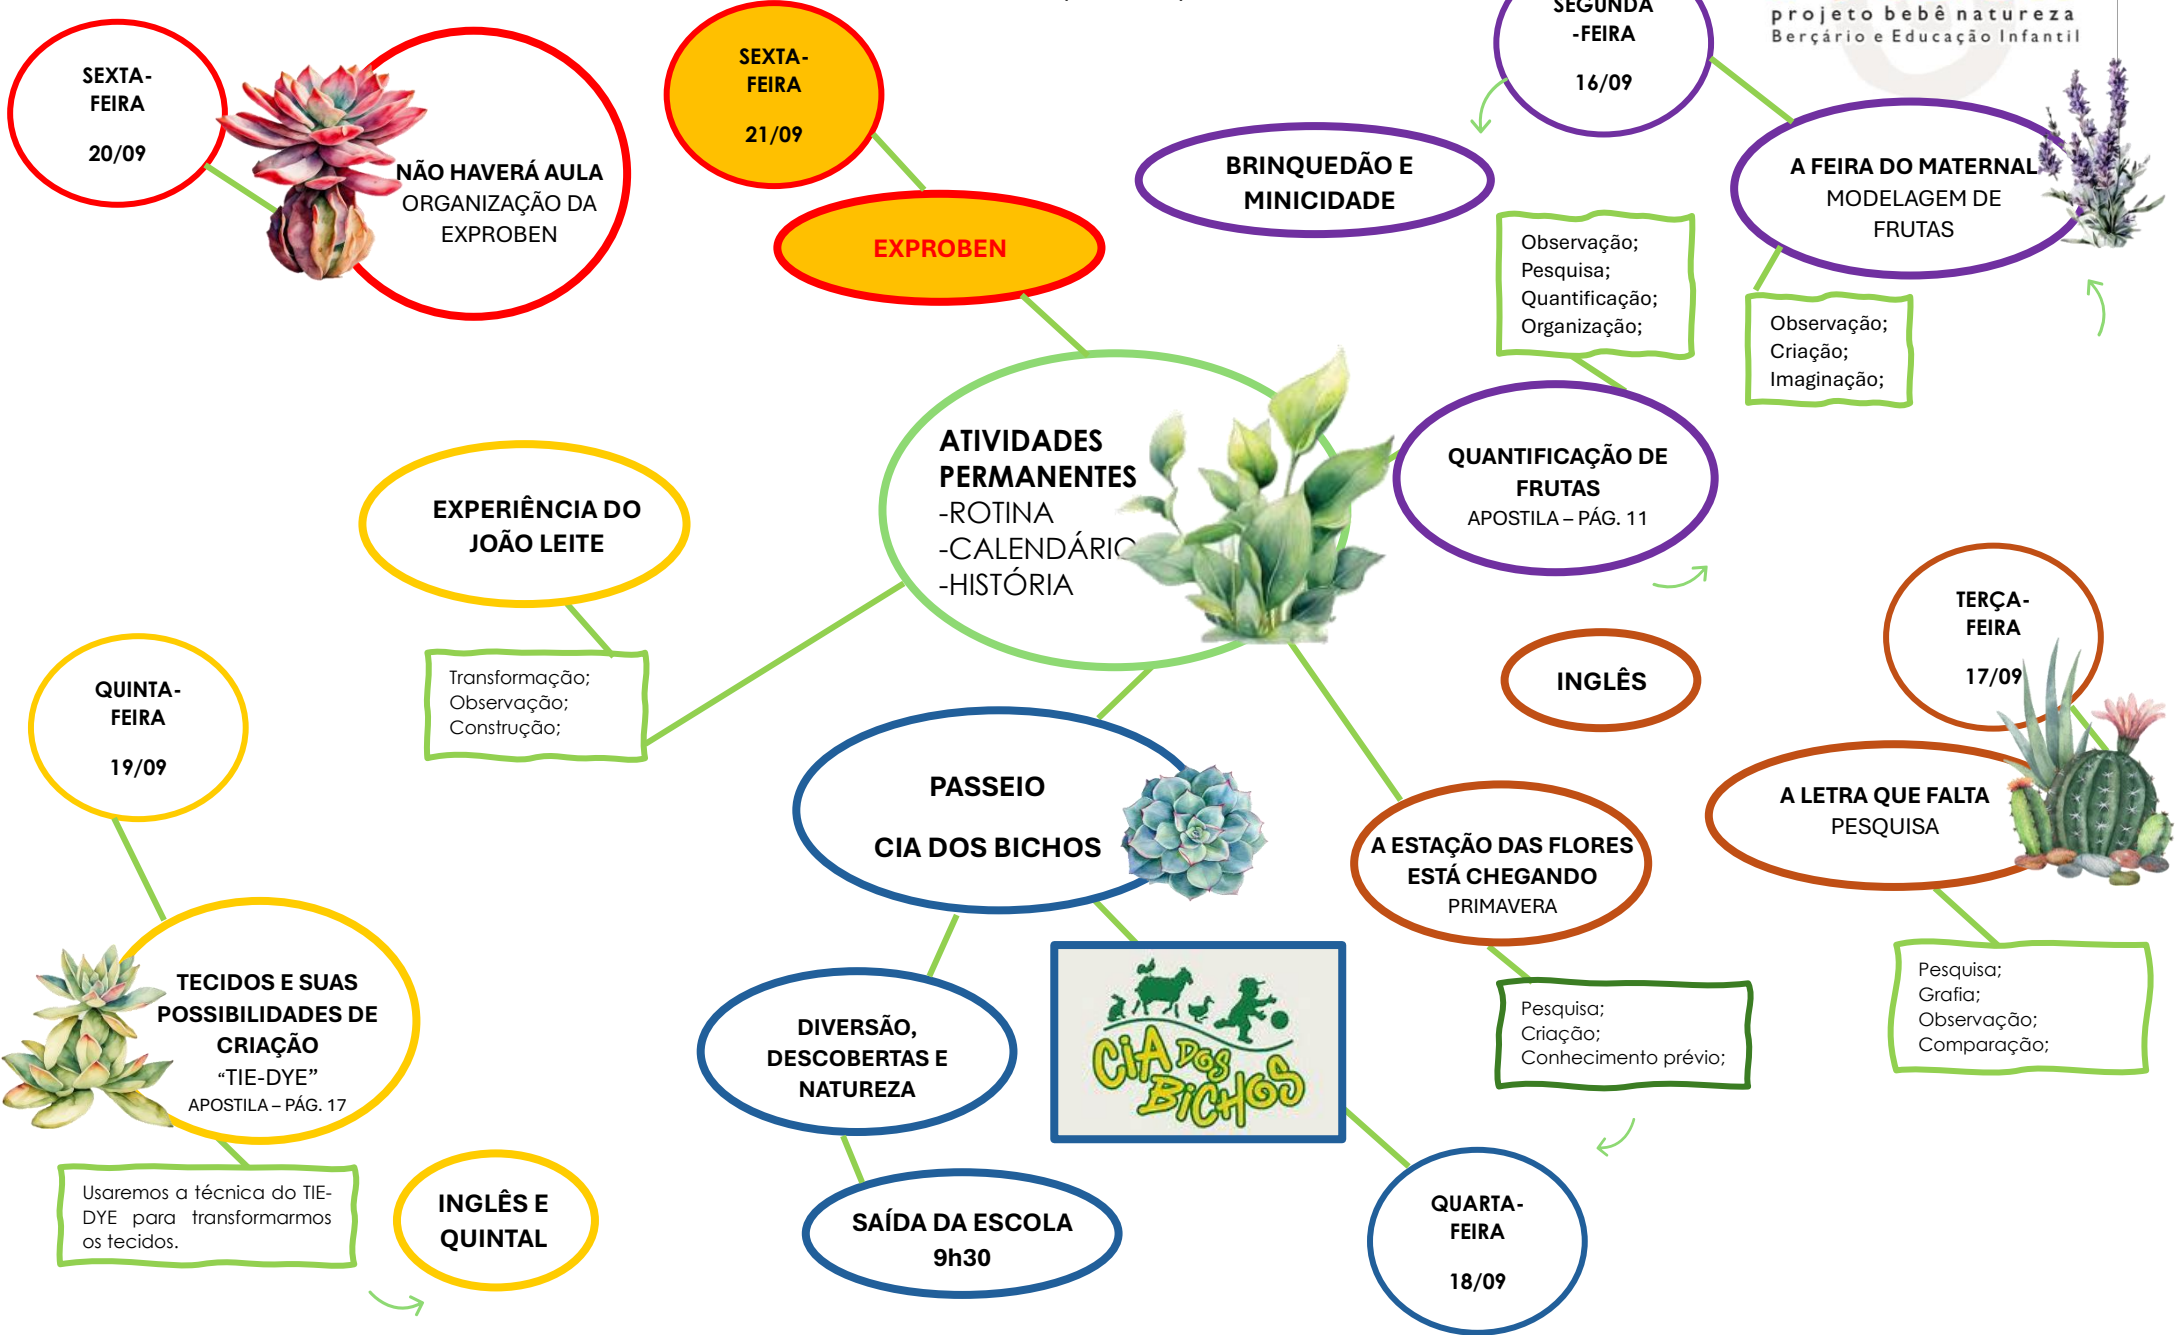 SEGUNDA
-FEIRA
16/09
projeto bebê natureza
Berçário e Educação Infantil
SEXTA-
FEIRA
20/09
NÃO HAVERÁ AULA
ORGANIZAÇÃO DA
EXPROBEN
SEXTA-
FEIRA
21/09
EXPROBEN
BRINQUEDÃO E
MINICIDADE
A FEIRA DO MATERNAL
MODELAGEM DE
FRUTAS
Observação;
Pesquisa;
Quantificação;
Organização;
Observação;
Criação;
Imaginação;
ATIVIDADES
PERMANENTES
-ROTINA
-CALENDÁRIO
-HISTÓRIA
QUANTIFICAÇÃO DE
FRUTAS
APOSTILA – PÁG. 11
EXPERIÊNCIA DO
JOÃO LEITE
Transformação;
Observação;
Construção;
INGLÊS
TERÇA-
FEIRA
17/09
QUINTA-
FEIRA
19/09
PASSEIO
CIA DOS BICHOS
A ESTAÇÃO DAS FLORES
ESTÁ CHEGANDO
PRIMAVERA
A LETRA QUE FALTA
PESQUISA
TECIDOS E SUAS
POSSIBILIDADES DE
CRIAÇÃO
“TIE-DYE”
APOSTILA – PÁG. 17
DIVERSÃO,
DESCOBERTAS E
NATUREZA
CIA DOS
BICHOS
Pesquisa;
Criação;
Conhecimento prévio;
Pesquisa;
Grafia;
Observação;
Comparação;
Usaremos a técnica do TIE-
DYE para transformarmos
os tecidos.
INGLÊS E
QUINTAL
SAÍDA DA ESCOLA
9h30
QUARTA-
FEIRA
18/09